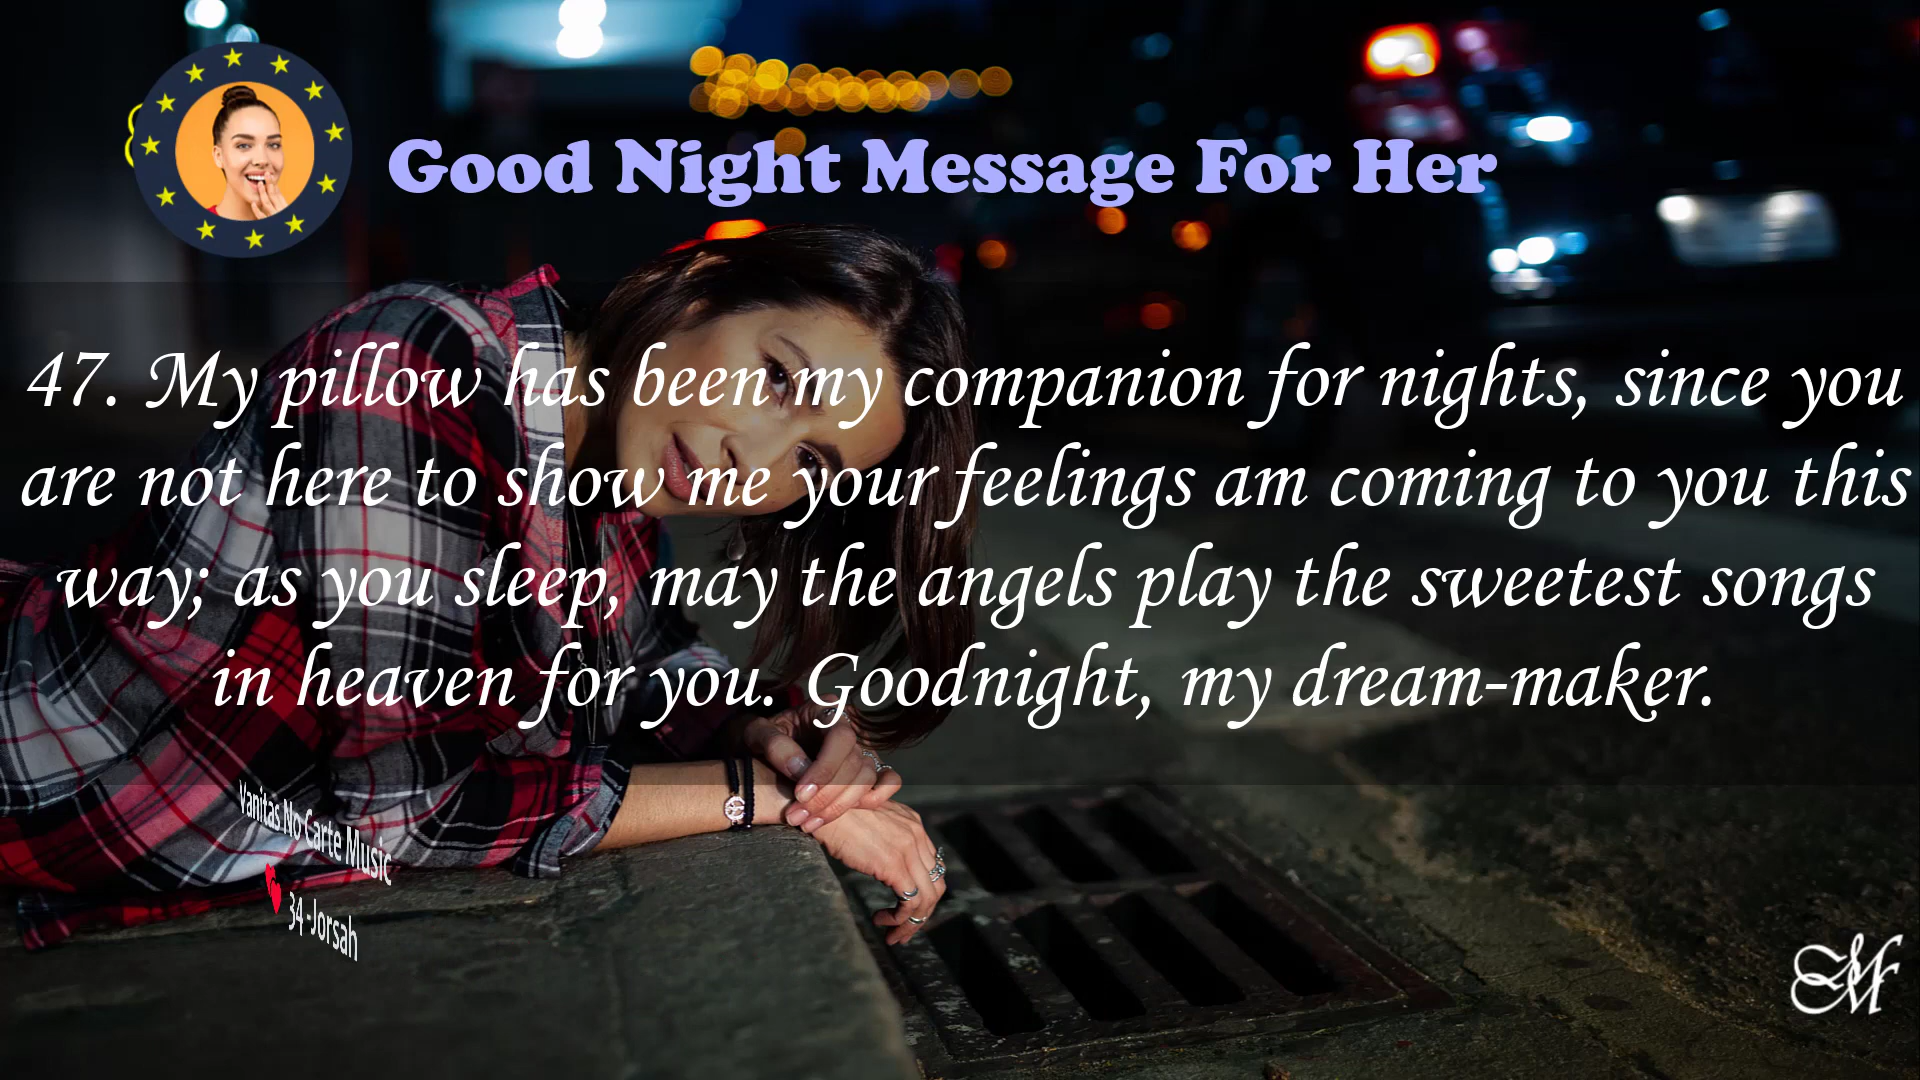 Good Night Message For Her
47. My pillow has been my companion for nights, since you
are not here to show me your feelings am coming to you this
way; as you sleep, may the angels play the sweetest songs
in heaven for you. Goodnight, my dream-maker.
Vanitas No Carte Music
34 -Jorsah